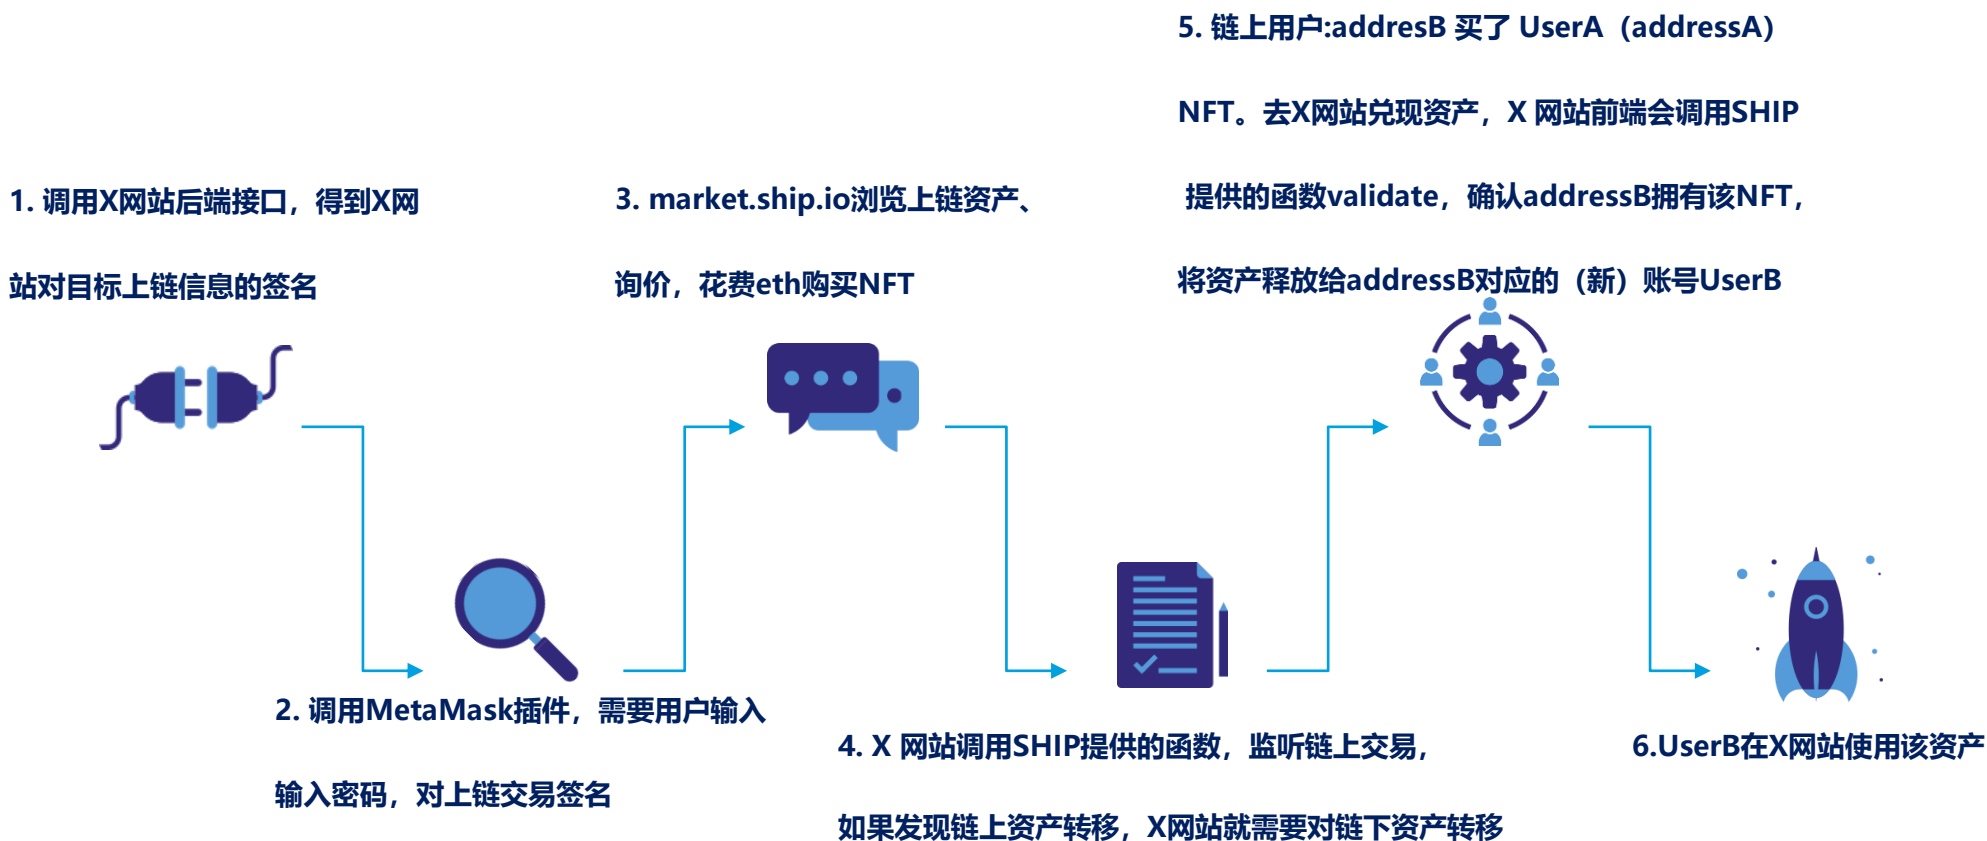 1. 调用X网站后端接口，得到X网
站对目标上链信息的签名
2. 调用MetaMask插件，需要用户输入
输入密码，对上链交易签名
3. market.ship.io浏览上链资产、
询价，花费eth购买NFT
4. X 网站调用SHIP提供的函数，监听链上交易，
如果发现链上资产转移，X网站就需要对链下资产转移
5. 链上用户:addresB 买了 UserA（addressA）
NFT。去X网站兑现资产，X 网站前端会调用SHIP
提供的函数validate，确认addressB拥有该NFT，
将资产释放给addressB对应的（新）账号UserB
6.UserB在X网站使用该资产